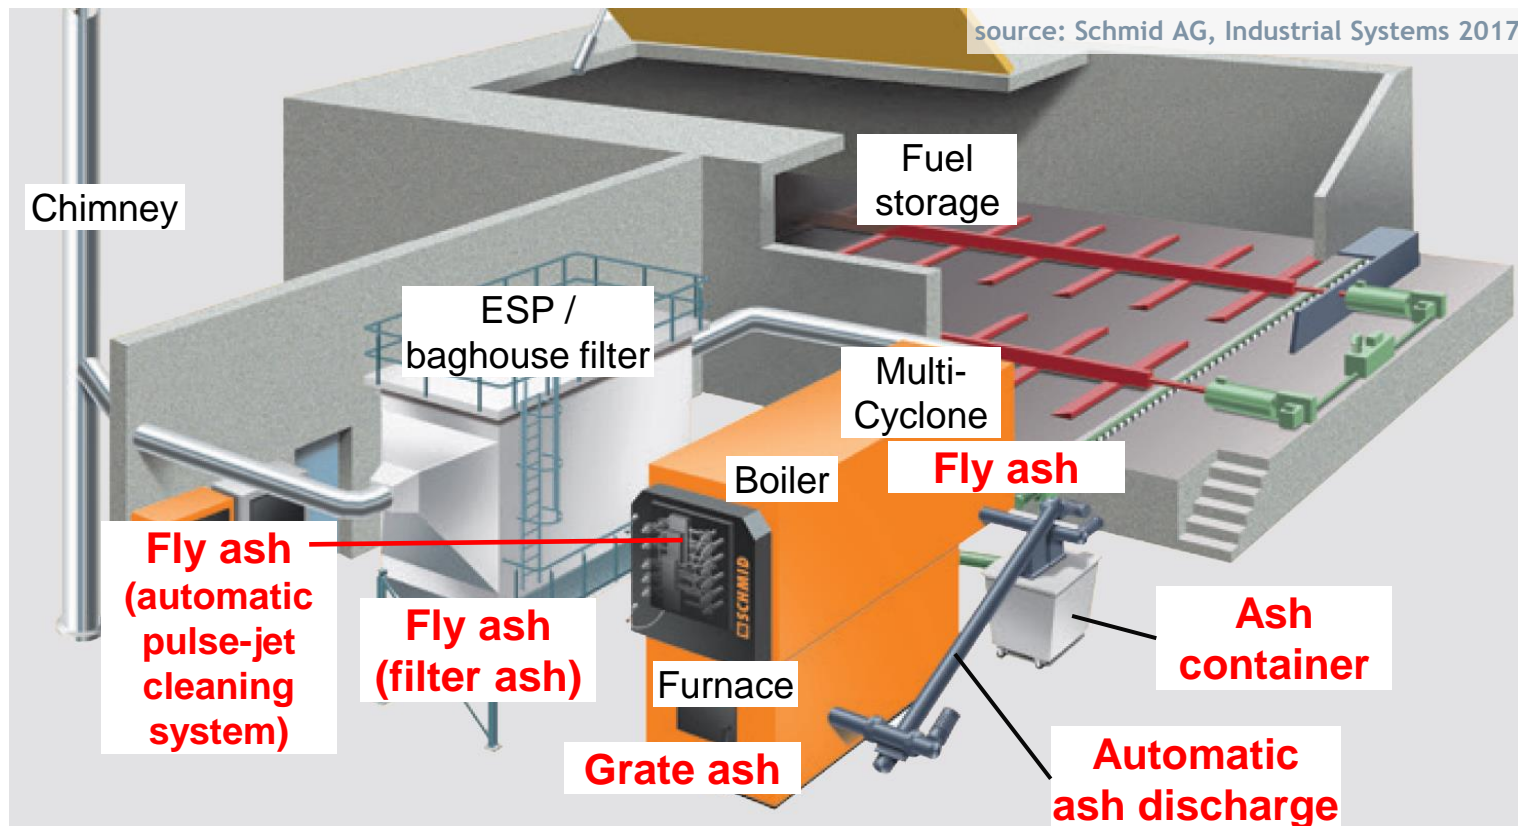 source: Schmid AG, Industrial Systems 2017
Chimney
Fuel
storage
ESP /
baghouse filter
Multi-
Cyclone
Fly ash
Boiler
Fly ash
(automatic
pulse-jet
cleaning
system)
Fly ash
(filter ash)
SCHMID
Furnace
Grate ash
Ash
container
Automatic
ash discharge